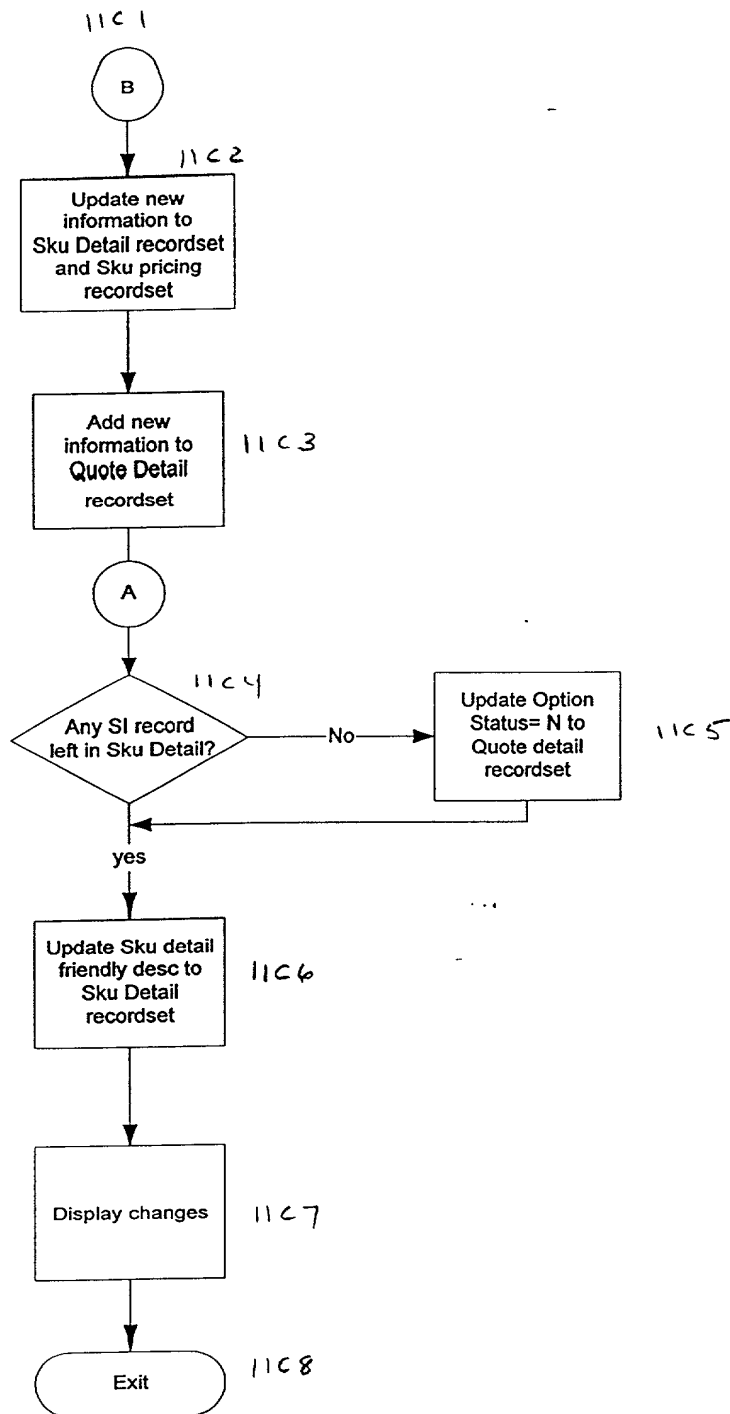 11C1
B
11C2
Update new
information to
Sku Detail recordset
and Sku pricing
recordset
Add new
information to
Quote Detail
recordset
11C3
A
11C4
Any SI record
left in Sku Detail?
No
Update Option
Status= N to
Quote detail
recordset
11C5
yes
Update Sku detail
friendly desc to
Sku Detail
recordset
11C6
Display changes
11C7
Exit
11C8